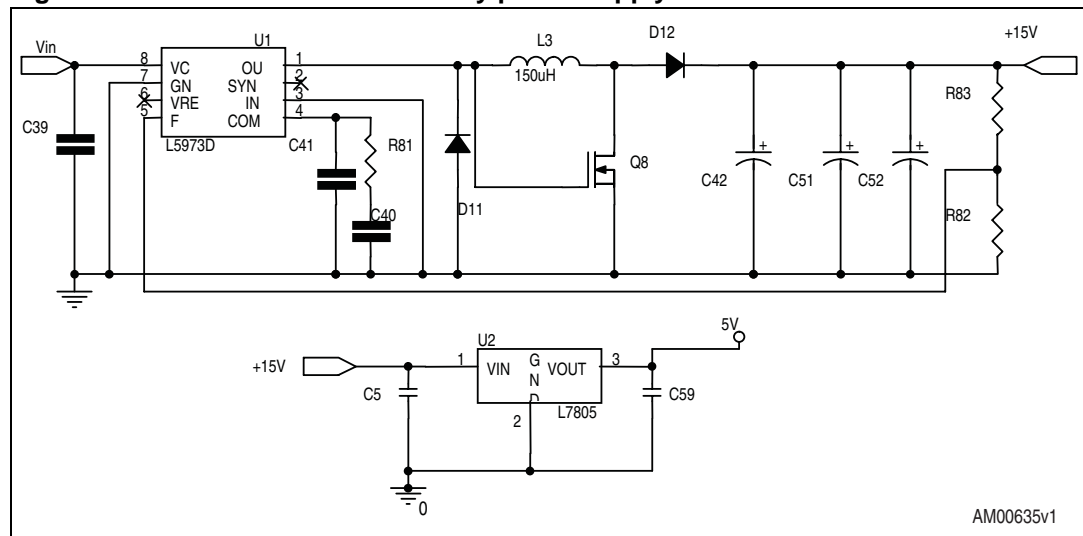 Vin
U1
8 VC OU 1
7 GN SYN 2
6 VRE IN 3
5 F COM 4
L5973D
C39
C41
R81
C40
D11
L3
150uH
Q8
D12
+15V
C42
C51
C52
R83
R82
+15V
C5
U2
1 VIN GND VOUT 3
2
L7805
5V
C59
0
AM00635v1